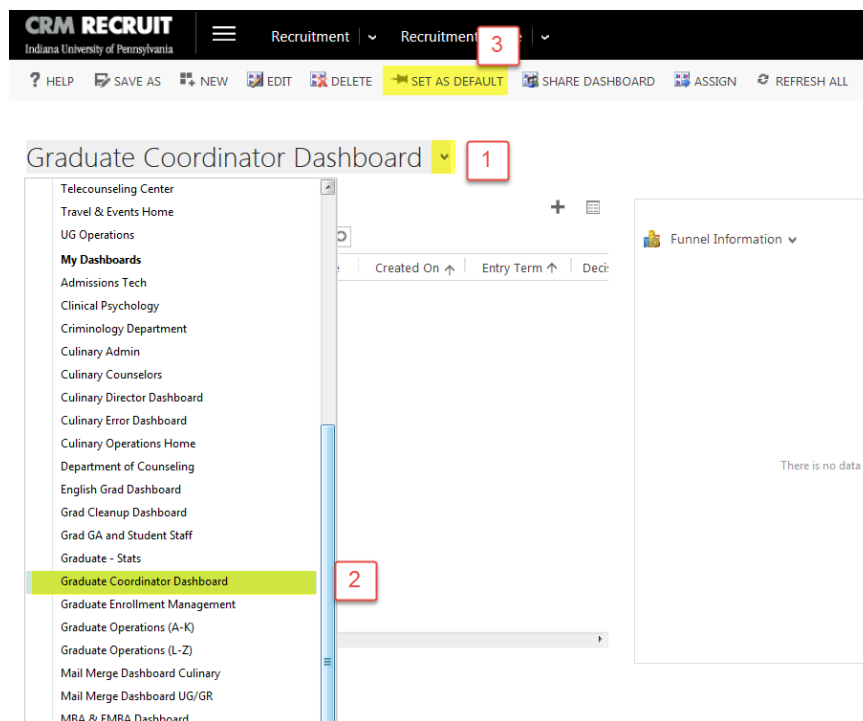 CRM RECRUIT
Indiana University of Pennsylvania
Recruitment
Recruitment
3
HELP SAVE AS NEW EDIT DELETE SET AS DEFAULT SHARE DASHBOARD ASSIGN REFRESH ALL
Graduate Coordinator Dashboard
1
Telecounseling Center
Travel & Events Home
UG Operations
My Dashboards
Admissions Tech
Clinical Psychology
Criminology Department
Culinary Admin
Culinary Counselors
Culinary Director Dashboard
Culinary Error Dashboard
Culinary Operations Home
Department of Counseling
English Grad Dashboard
Grad Cleanup Dashboard
Grad GA and Student Staff
Graduate - Stats
Graduate Coordinator Dashboard
2
Graduate Enrollment Management
Graduate Operations (A-K)
Graduate Operations (L-Z)
Mail Merge Dashboard Culinary
Mail Merge Dashboard UG/GR
MBA & EMBA Dashboard
Created On Entry Term Decis
Funnel Information
There is no data